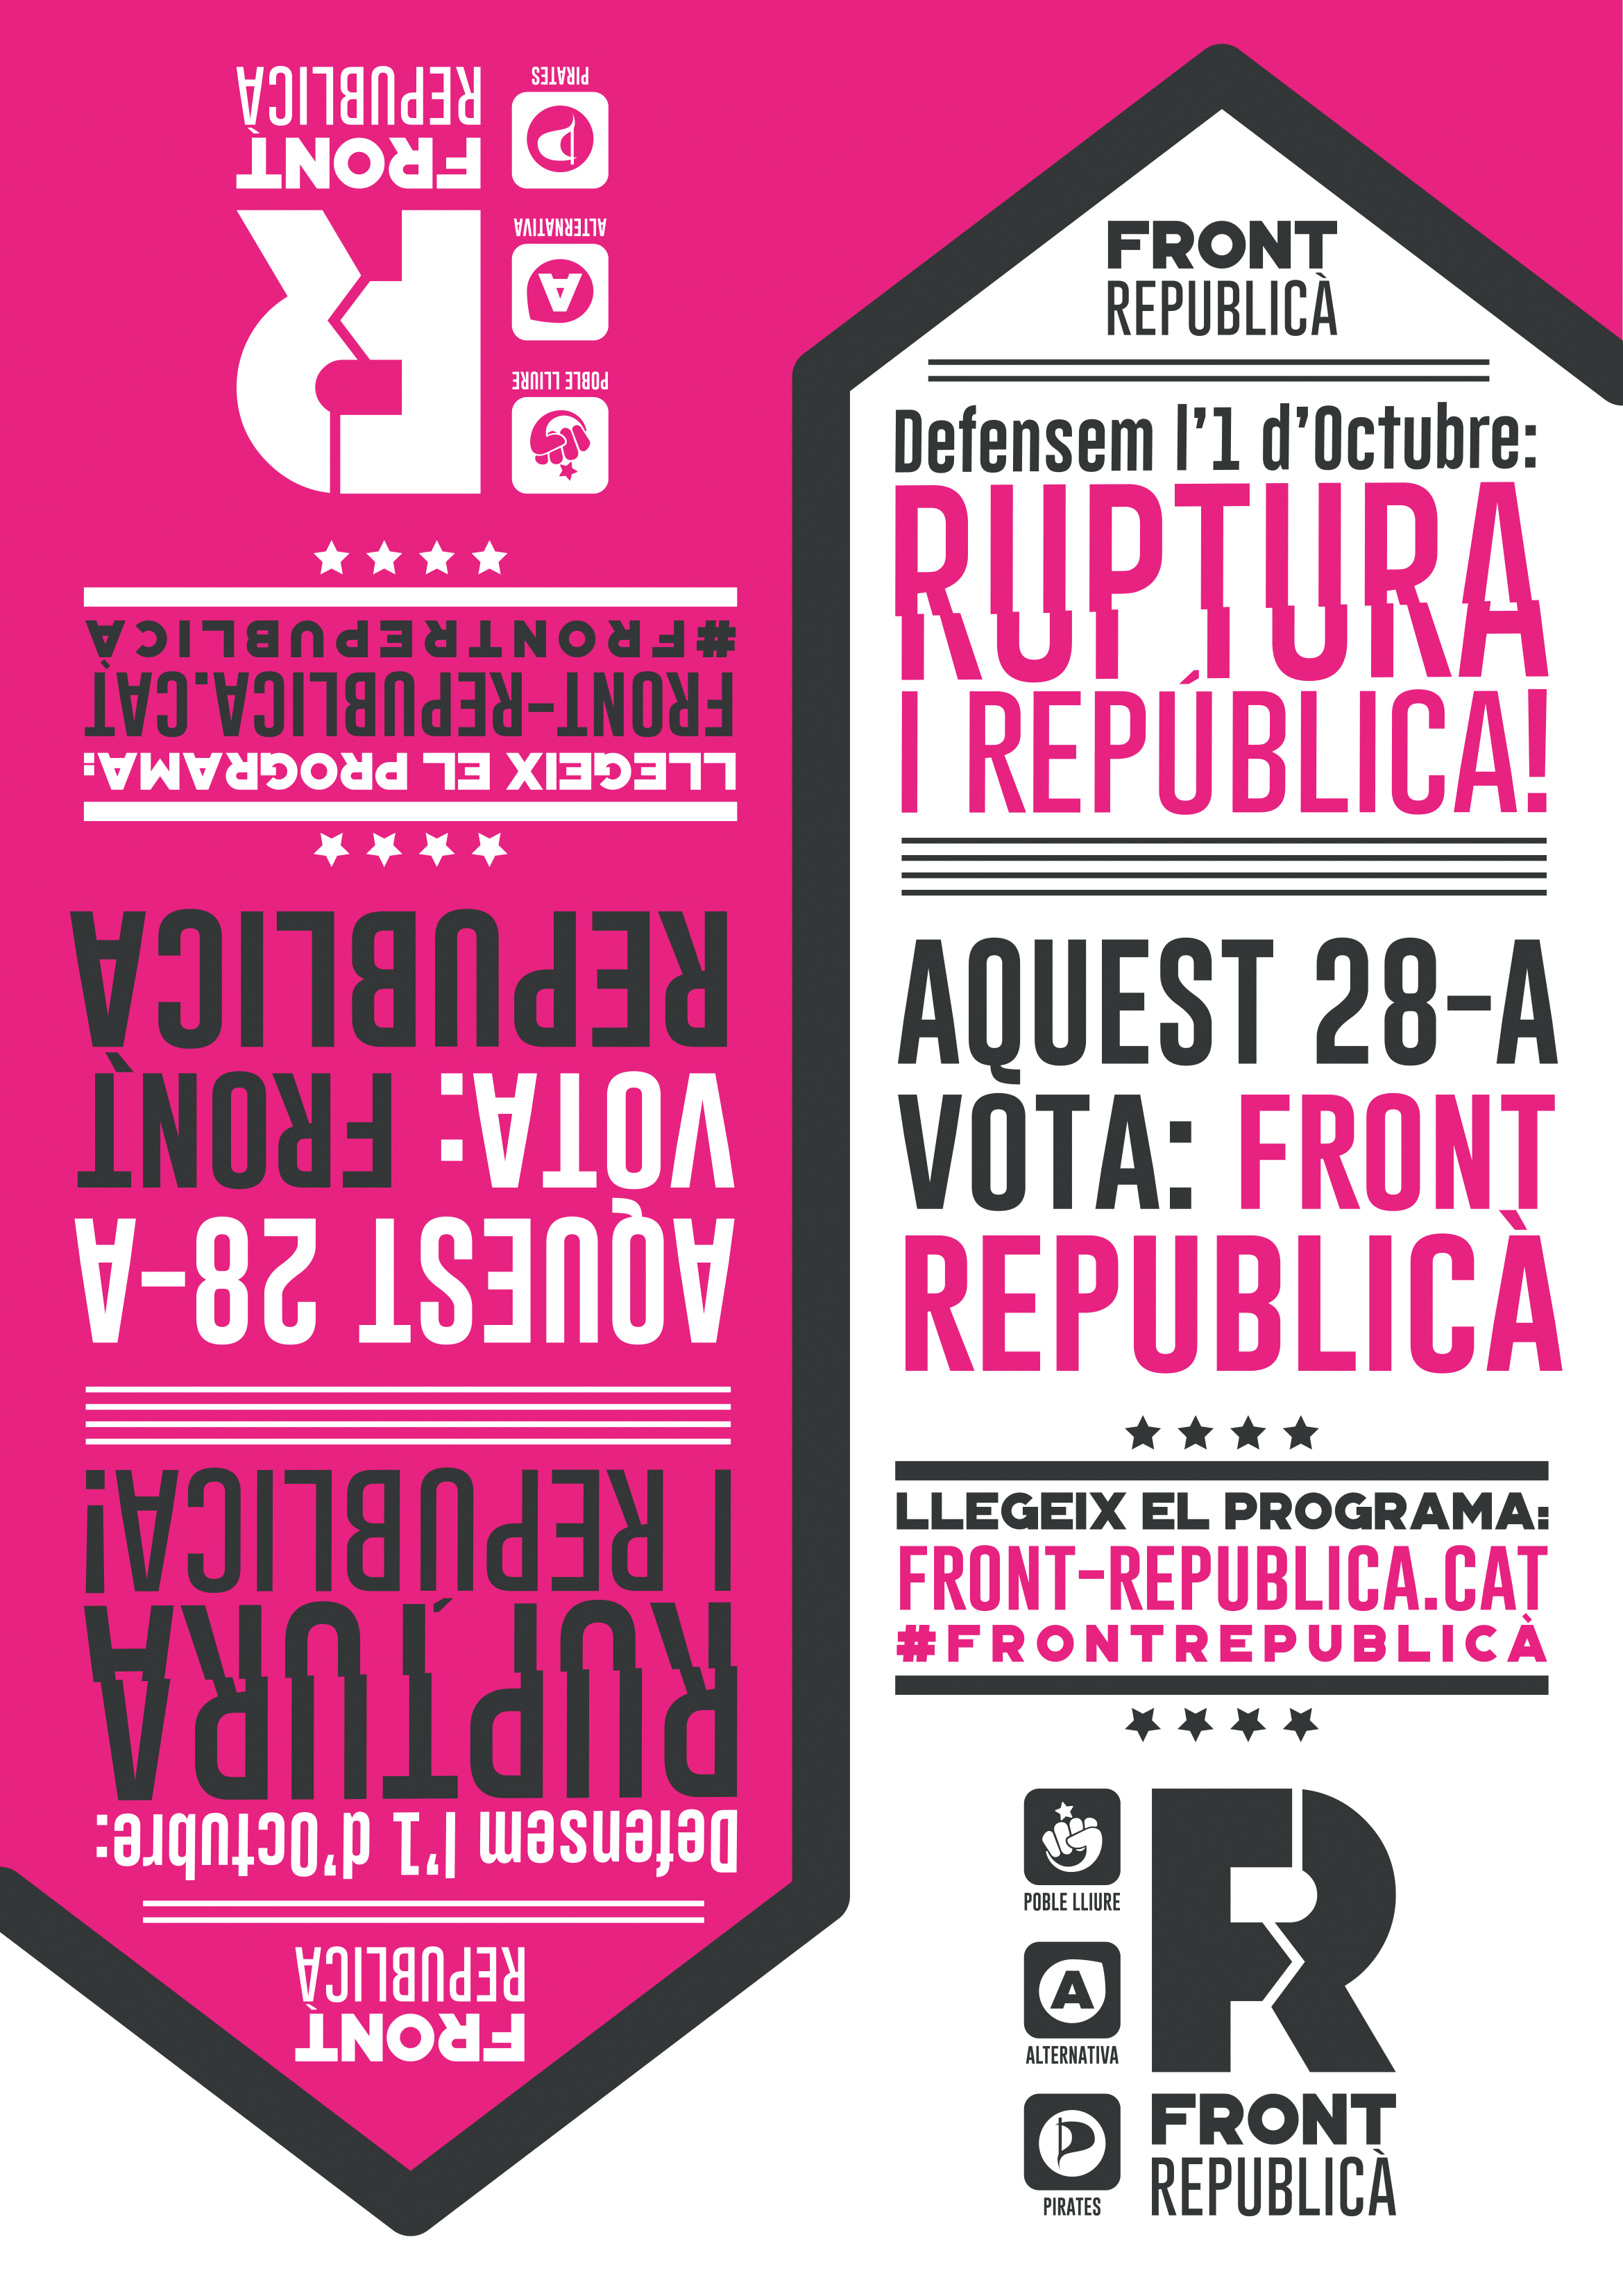 FRONT
REPUBLICÀ
Defensem l'1 d'Octubre:
RUPTURA
I REPÚBLICA!
AQUEST 28-A
VOTA: FRONT
REPUBLICÀ
LLEGEIX EL PROGRAMA:
FRONT-REPUBLICA.CAT
#FRONTREPUBLICÀ
POBLE LLIURE
A
ALTERNATIVA
PIRATES
R
FRONT
REPUBLICÀ
FRONT
REPUBLICÀ
Defensem l'1 d'Octubre:
RUPTURA
I REPÚBLICA!
AQUEST 28-A
VOTA: FRONT
REPUBLICÀ
LLEGEIX EL PROGRAMA:
FRONT-REPUBLICA.CAT
#FRONTREPUBLICÀ
POBLE LLIURE
A
ALTERNATIVA
PIRATES
R
FRONT
REPUBLICÀ